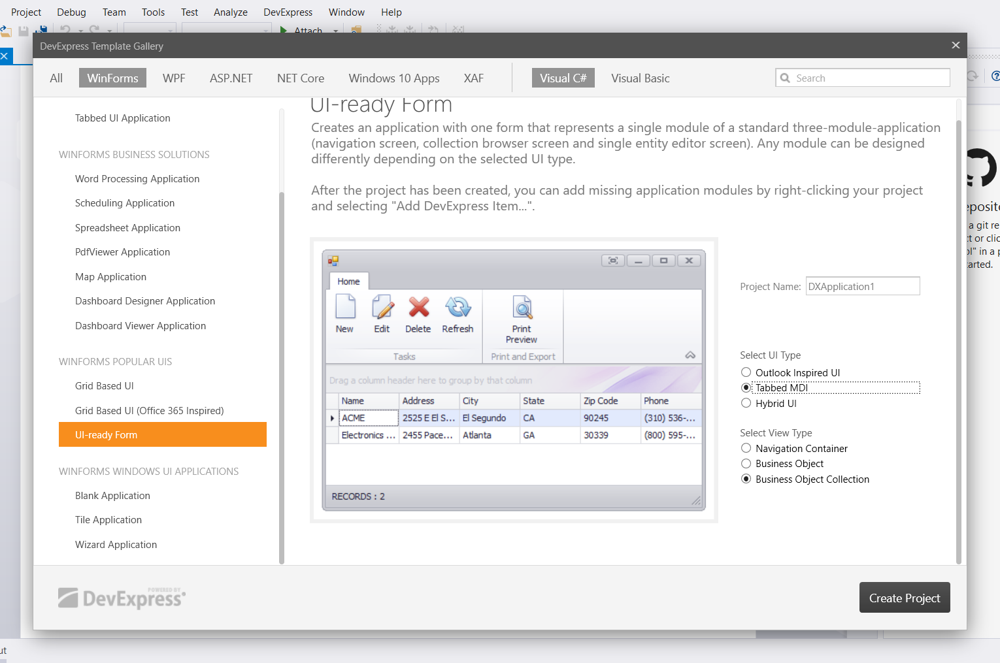 Project Debug Team Tools Test Analyze DevExpress Window Help
Attach
DevExpress Template Gallery
All WinForms WPF ASP.NET .NET Core Windows 10 Apps XAF Visual C# Visual Basic Search
Tabbed UI Application
WINFORMS BUSINESS SOLUTIONS
Word Processing Application
Scheduling Application
Spreadsheet Application
PdfViewer Application
Map Application
Dashboard Designer Application
Dashboard Viewer Application
WINFORMS POPULAR UIS
Grid Based UI
Grid Based UI (Office 365 Inspired)
UI-ready Form
WINFORMS WINDOWS UI APPLICATIONS
Blank Application
Tile Application
Wizard Application
UI-ready Form
Creates an application with one form that represents a single module of a standard three-module-application
(navigation screen, collection browser screen and single entity editor screen). Any module can be designed
differently depending on the selected UI type.
After the project has been created, you can add missing application modules by right-clicking your project
and selecting "Add DevExpress Item...".
Home
New Edit Delete Refresh Print Preview
Tasks Print and Export
Drag a column header here to group by that column
Name Address City State Zip Code Phone
ACME 2525 E El S... El Segundo CA 90245 (310) 536-...
Electronics ... 2455 Pace... Atlanta GA 30339 (800) 595-...
RECORDS : 2
Project Name: DXApplication1
Select UI Type
Outlook Inspired UI
Tabbed MDI
Hybrid UI
Select View Type
Navigation Container
Business Object
Business Object Collection
POWERED BY
DevExpress
Create Project
eposito
a git re
ct or clic
ol" in a p
arted.
ut